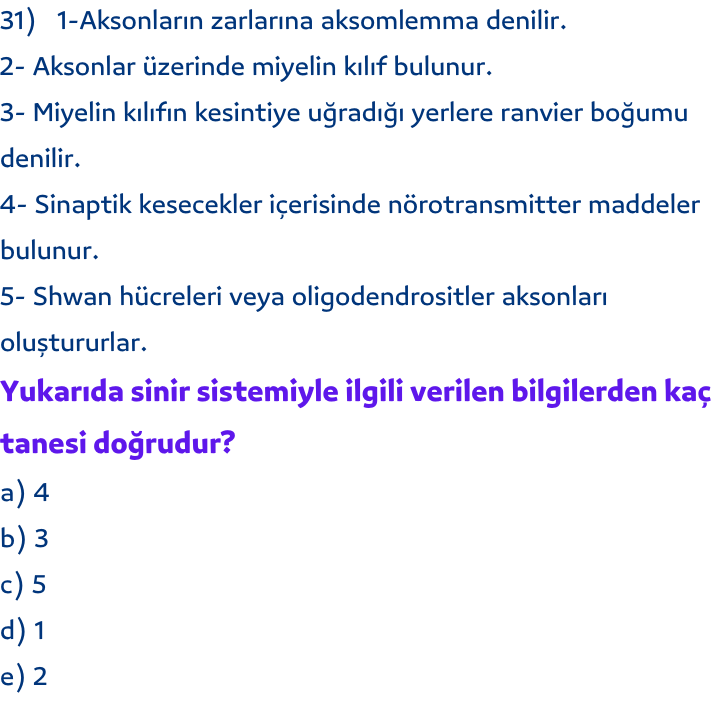 31)   1-Aksonların zarlarına aksomlemma denilir.
2- Aksonlar üzerinde miyelin kılıf bulunur.
3- Miyelin kılıfın kesintiye uğradığı yerlere ranvier boğumu
denilir.
4- Sinaptik kesecekler içerisinde nörotransmitter maddeler
bulunur.
5- Shwan hücreleri veya oligodendrositler aksonları
oluştururlar.
Yukarıda sinir sistemiyle ilgili verilen bilgilerden kaç
tanesi doğrudur?
a) 4
b) 3
c) 5
d) 1
e) 2